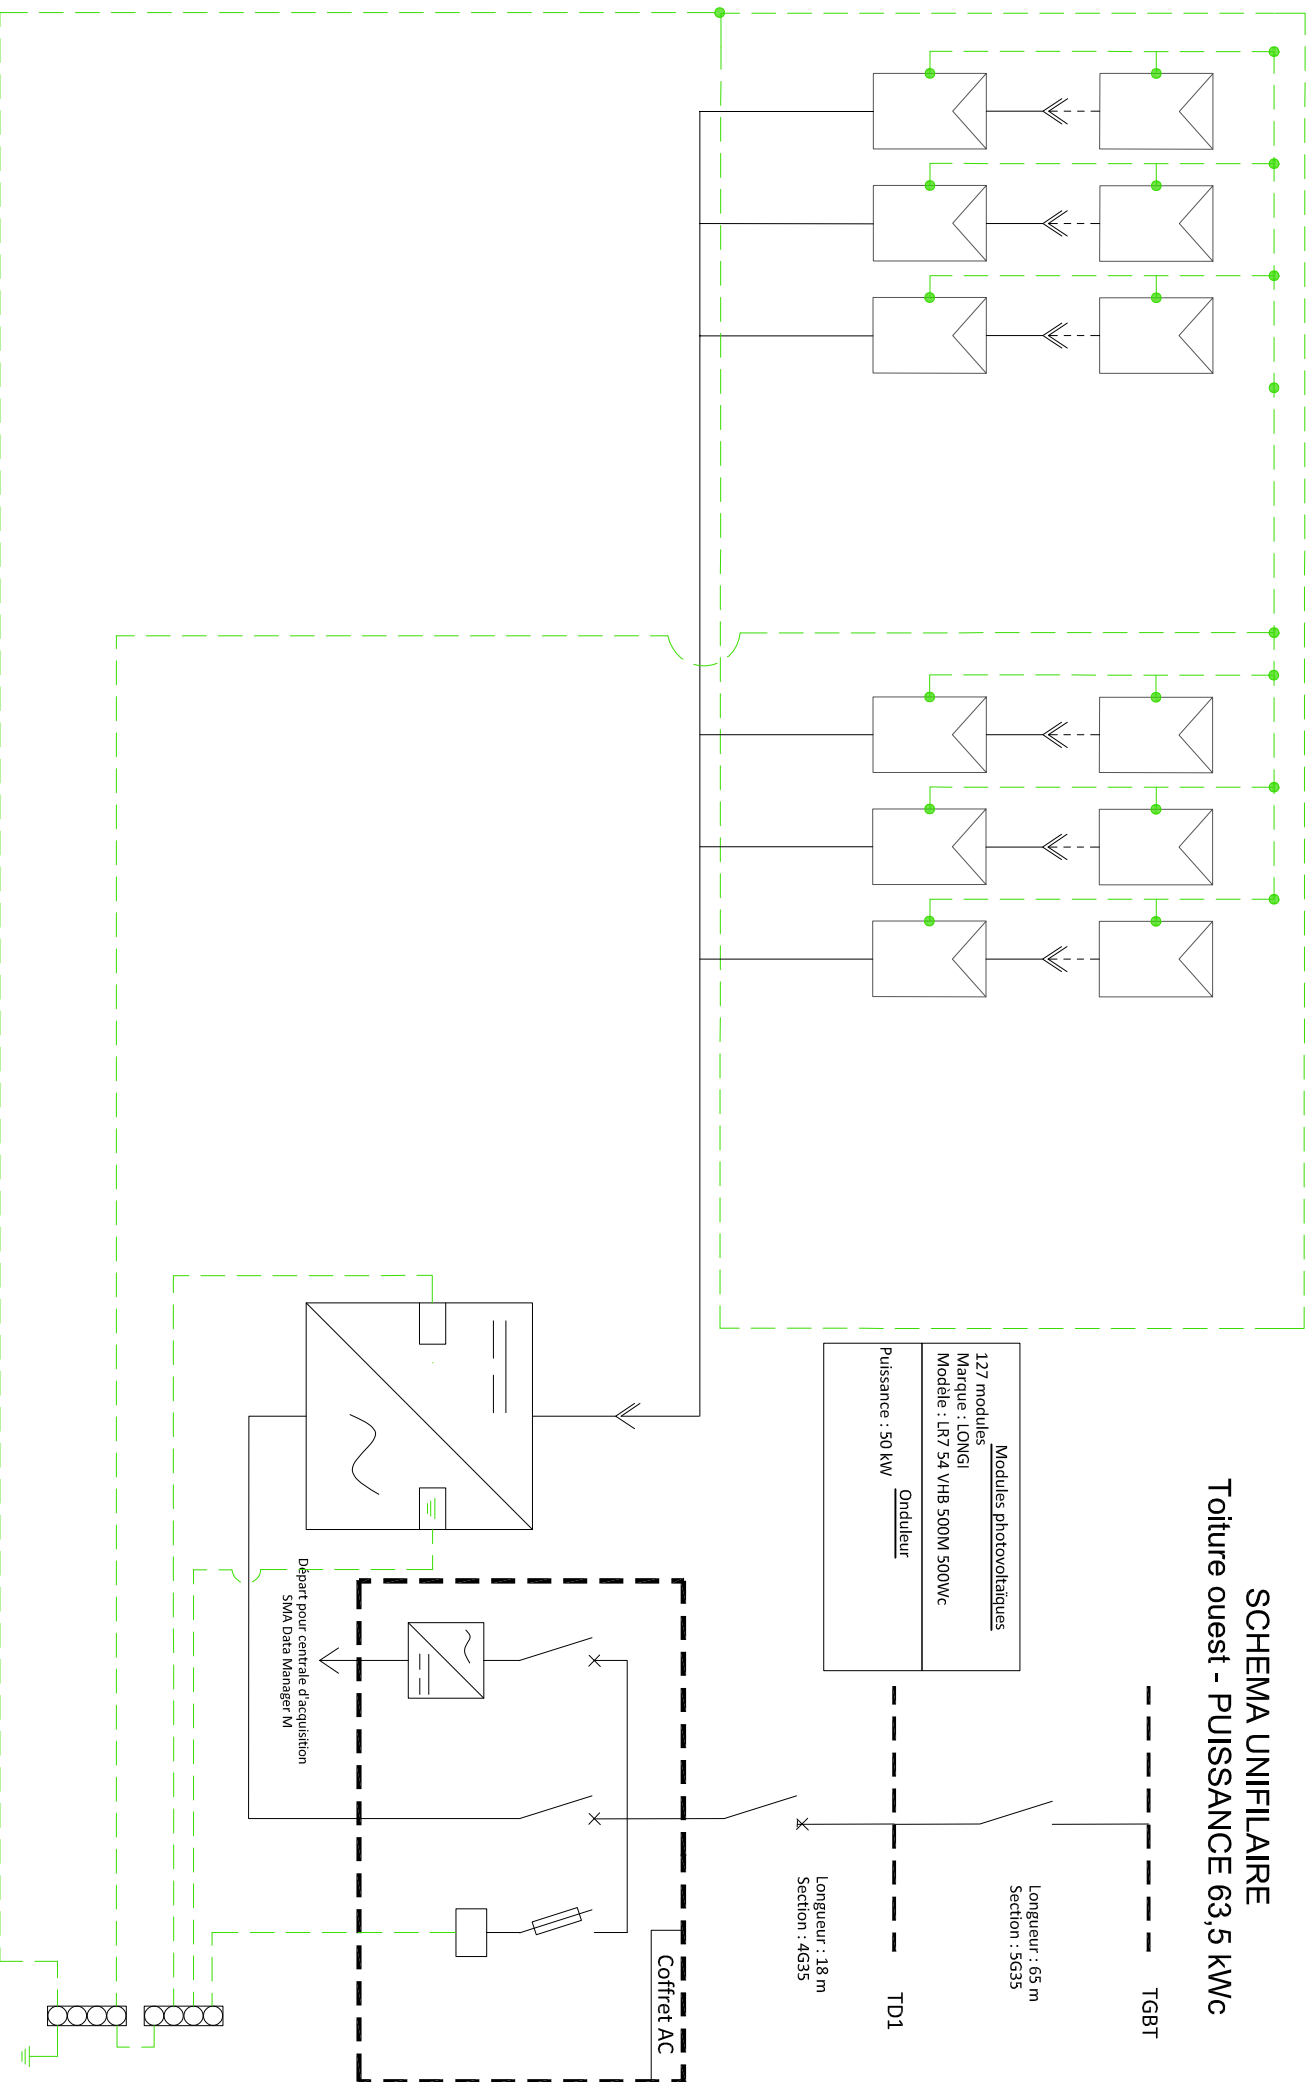 SCHEMA UNIFILAIRE
Toiture ouest - PUISSANCE 63,5 kWc
TGBT
Longueur : 65 m
Section : 5G35
TD1
Longueur : 18 m
Section : 4G35
Modules photovoltaïques
127 modules
Marque : LONGI
Modèle : LR7 54 VHB 500M 500Wc
Onduleur
Puissance : 50 kW
Coffret AC
Départ pour centrale d'acquisition
SMA Data Manager M